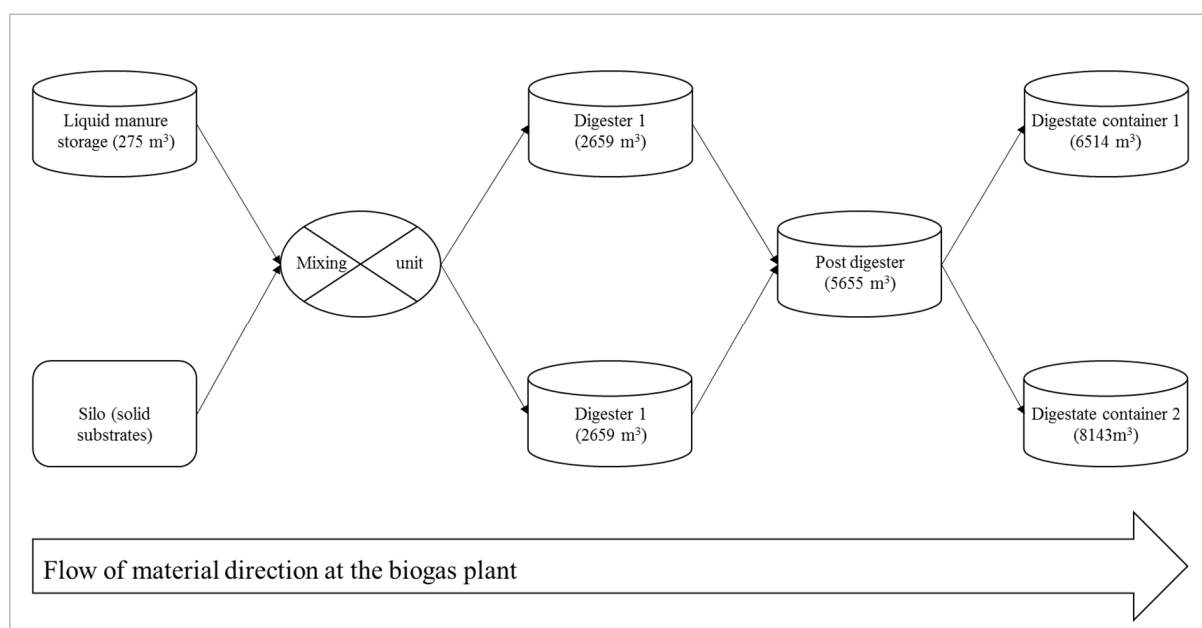 Liquid manure
storage (275 m³)
Silo (solid
substrates)
Mixing unit
Digester 1
(2659 m³)
Digester 1
(2659 m³)
Post digester
(5655 m³)
Digestate container 1
(6514 m³)
Digestate container 2
(8143m³)
Flow of material direction at the biogas plant